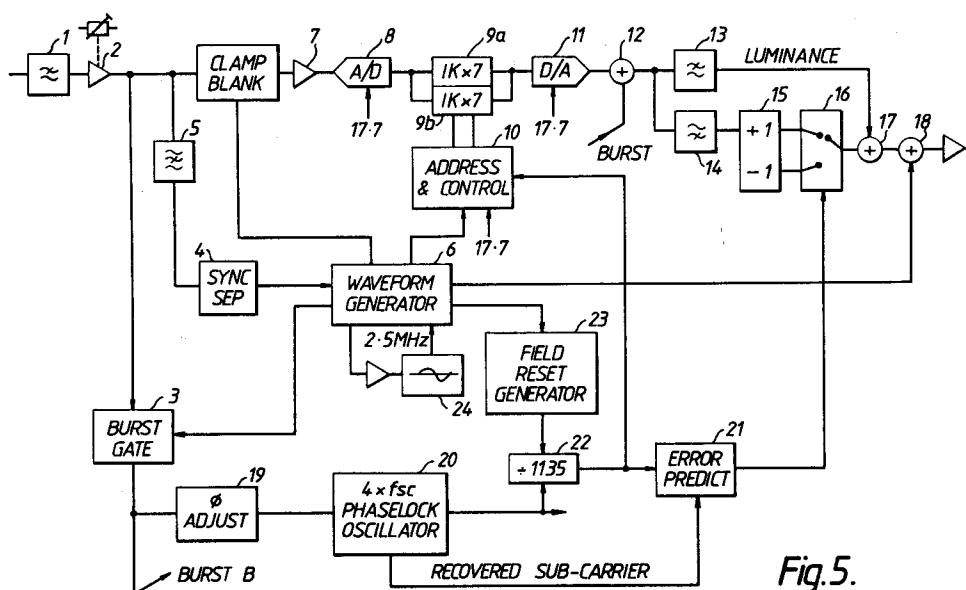 1
2
CLAMP
BLANK
7
8
A/D
17·7
9a
1K×7
1K×7
9b
11
D/A
17·7
12
BURST
13
LUMINANCE
14
15
+1
−1
16
17
18
5
10
ADDRESS
& CONTROL
17·7
4
SYNC
SEP
6
WAVEFORM
GENERATOR
2·5MHz
24
23
FIELD
RESET
GENERATOR
3
BURST
GATE
22
÷1135
21
ERROR
PREDICT
19
φ
ADJUST
20
4×fsc
PHASELOCK
OSCILLATOR
BURST B
RECOVERED SUB-CARRIER
Fig.5.